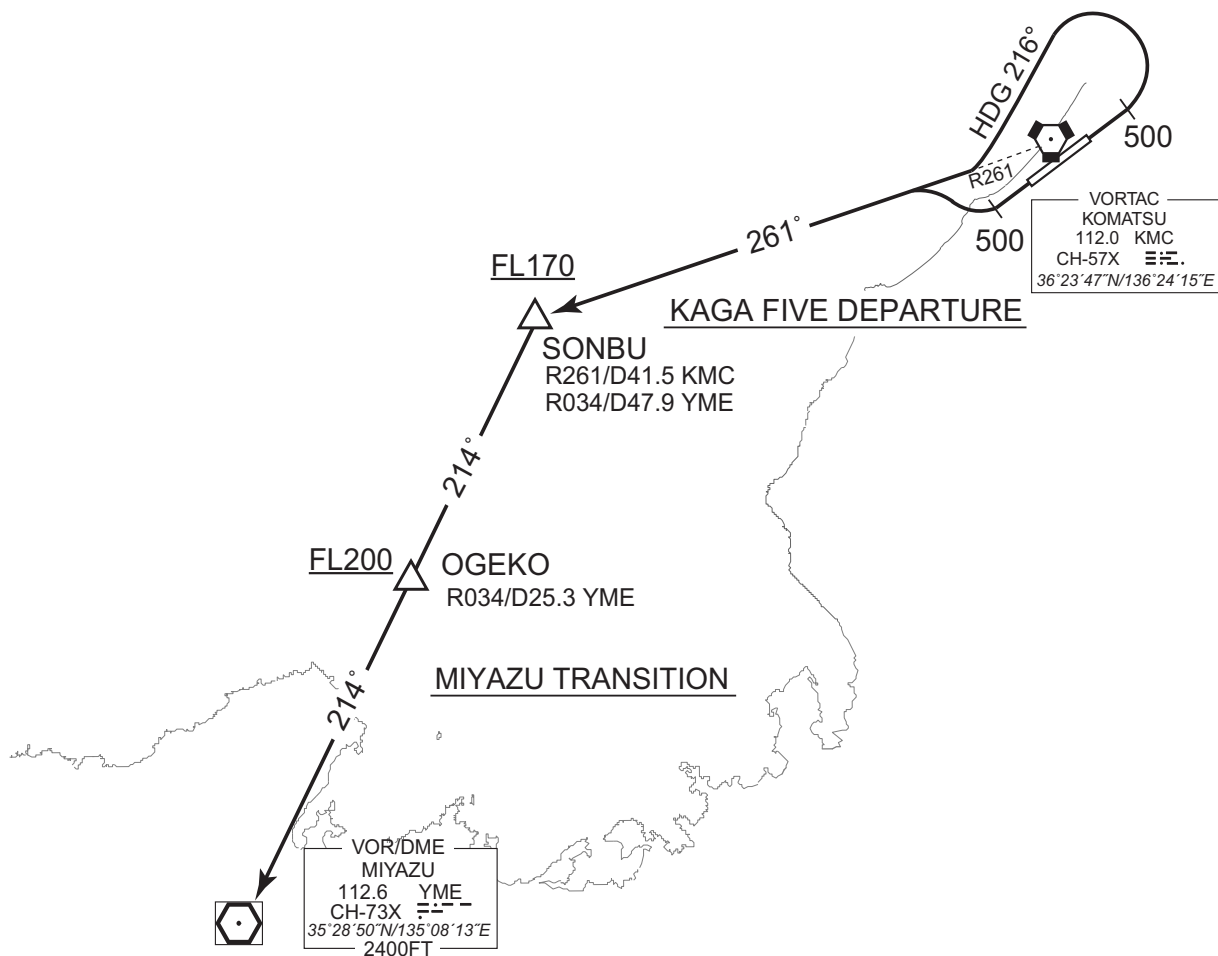 HDG 216°
500
R261
500
VORTAC
KOMATSU
112.0 KMC
CH-57X
36°23´47˝N/136°24´15˝E
261°
FL170
KAGA FIVE DEPARTURE
SONBU
R261/D41.5 KMC
R034/D47.9 YME
214°
FL200
OGEKO
R034/D25.3 YME
MIYAZU TRANSITION
214°
VOR/DME
MIYAZU
112.6 YME
CH-73X
35°28´50˝N/135°08´13˝E
2400FT